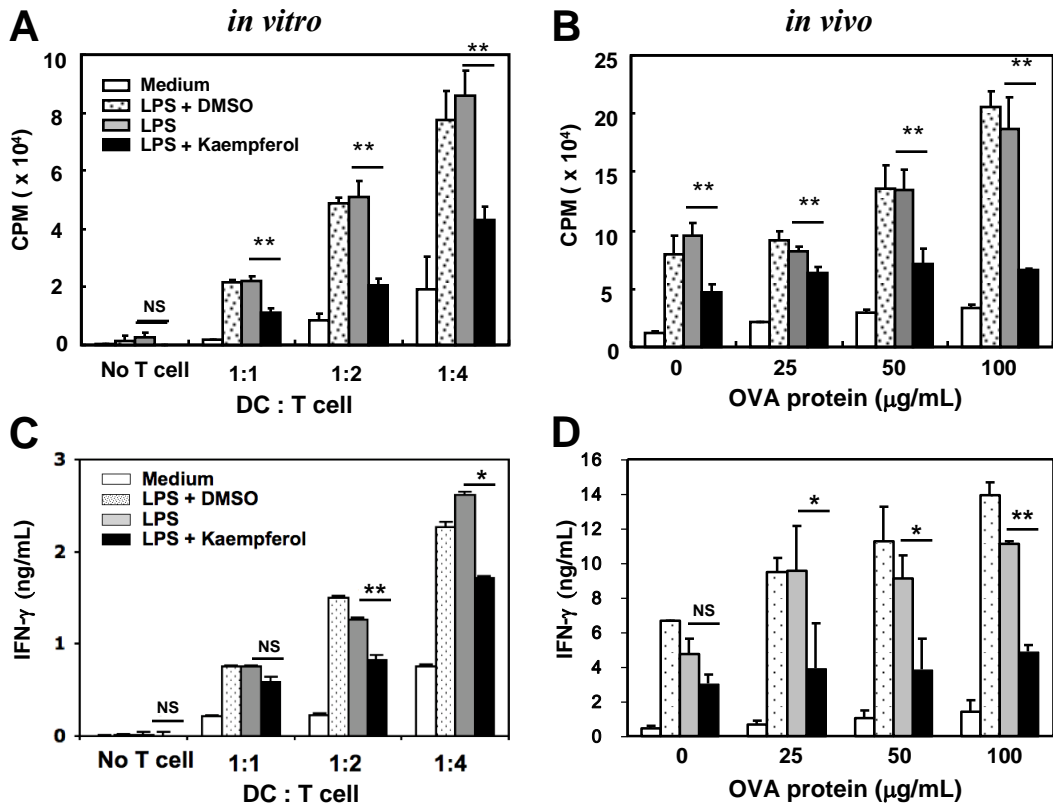 A
in vitro
10
8
6
4
2
0
CPM ( x 10⁴)
Medium
LPS + DMSO
LPS
LPS + Kaempferol
NS
**
**
**
No T cell
1:1
1:2
1:4
DC : T cell
B
in vivo
25
20
15
10
5
0
CPM ( x 10⁴)
**
**
**
**
0
25
50
100
OVA protein (μg/mL)
C
3
2
1
0
IFN-γ (ng/mL)
Medium
LPS + DMSO
LPS
LPS + Kaempferol
NS
NS
**
*
No T cell
1:1
1:2
1:4
DC : T cell
D
16
14
12
10
8
6
4
2
0
IFN-γ (ng/mL)
NS
*
*
**
0
25
50
100
OVA protein (μg/mL)